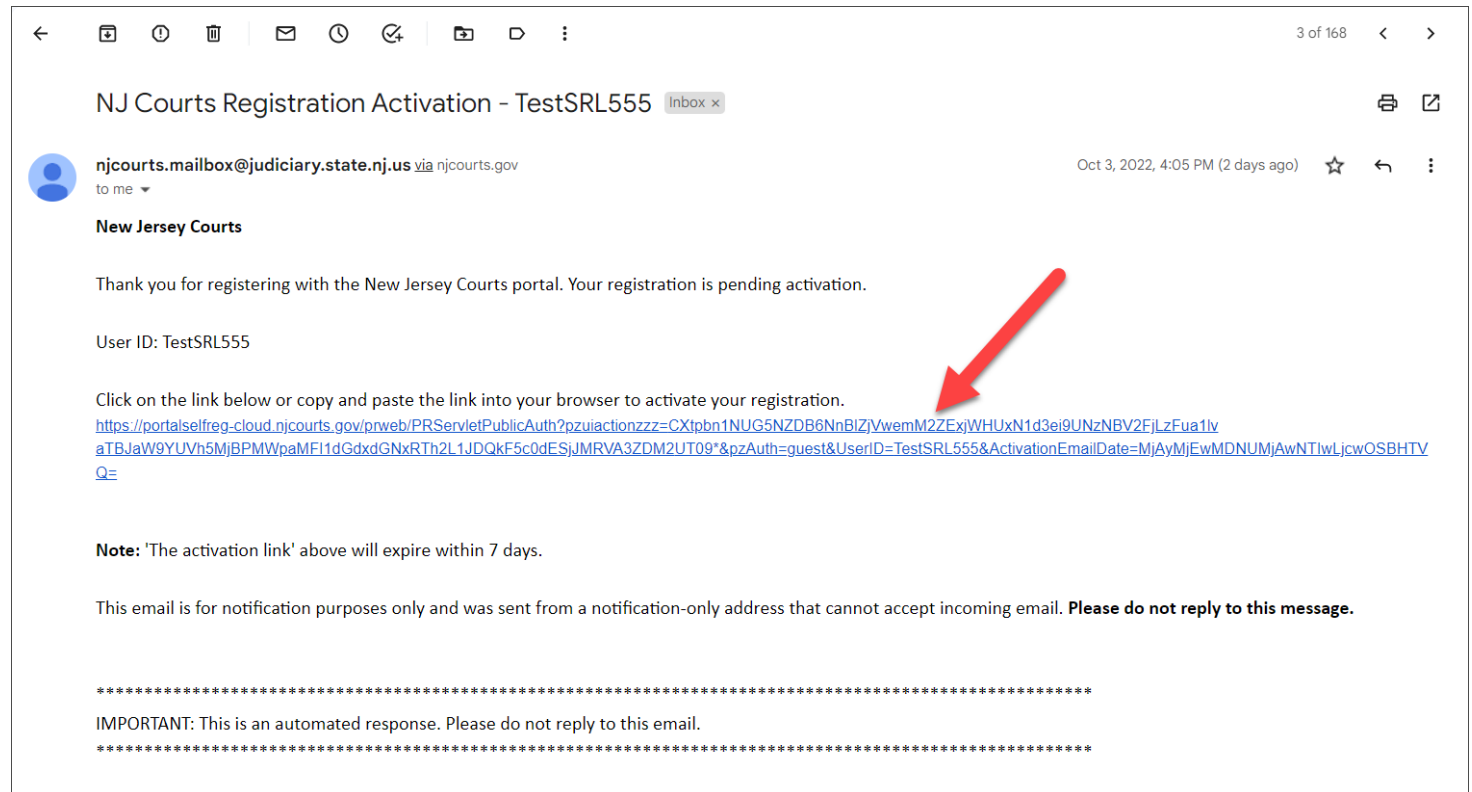 3 of 168
NJ Courts Registration Activation - TestSRL555 Inbox ×
njcourts.mailbox@judiciary.state.nj.us via njcourts.gov Oct 3, 2022, 4:05 PM (2 days ago)
to me
New Jersey Courts
Thank you for registering with the New Jersey Courts portal. Your registration is pending activation.
User ID: TestSRL555
Click on the link below or copy and paste the link into your browser to activate your registration.
https://portalselfreg-cloud.njcourts.gov/prweb/PRServletPublicAuth?pzuiactionzzz=CXtpbn1NUG5NZDB6NnBlZjVwemM2ZExjWHUxN1d3ei9UNzNBV2FjLzFua1lv
aTBJaW9YUVh5MjBPMWpaMFl1dGdxdGNxRTh2L1JDQkF5c0dESjJMRVA3ZDM2UT09*&pzAuth=guest&UserID=TestSRL555&ActivationEmailDate=MjAyMjEwMDNUMjAwNTIwLjcwOSBHTV
Q=
Note: 'The activation link' above will expire within 7 days.
This email is for notification purposes only and was sent from a notification-only address that cannot accept incoming email. Please do not reply to this message.
********************************************************************************************************
IMPORTANT: This is an automated response. Please do not reply to this email.
********************************************************************************************************